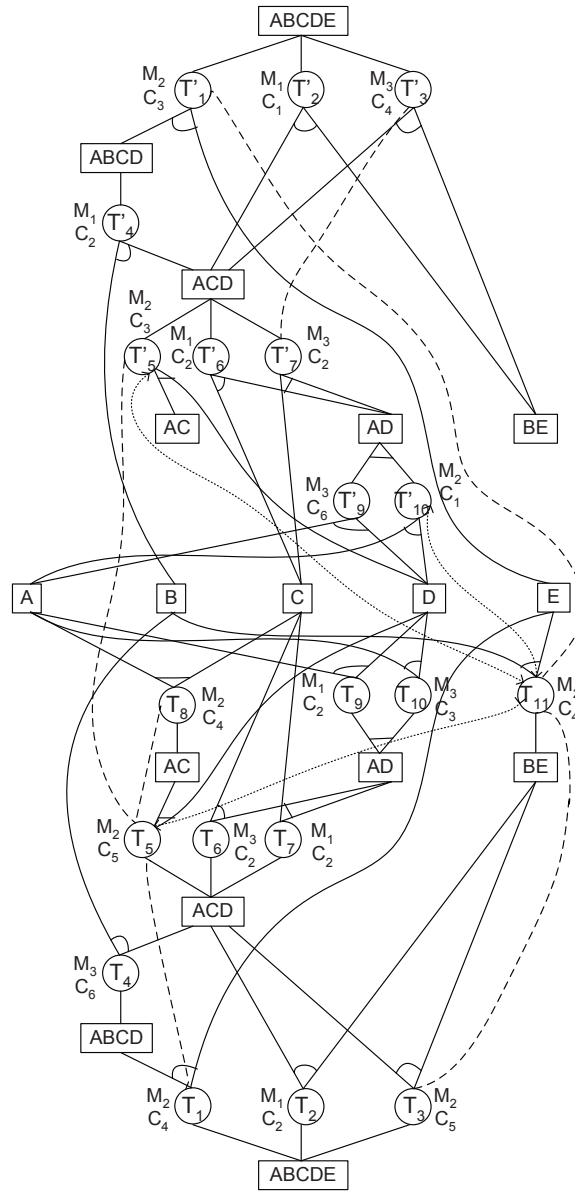 ABCDE
M2 C3 T'1
M1 C1 T'2
M3 C4 T'3
ABCD
M1 C2 T'4
ACD
M2 C3 T'5
M1 C2 T'6
M3 C2 T'7
AC
AD
BE
M3 C6 T'9
T'10 M2 C1
A
B
C
D
E
T8 M2 C4
M1 C2 T9
T10 M3 C3
T11
AC
AD
BE
M2 C5 T5
T6 M3 C2
T7 M1 C2
ACD
M3 C6 T4
ABCD
M2 C4 T1
M1 C2 T2
T3 M2 C5
ABCDE